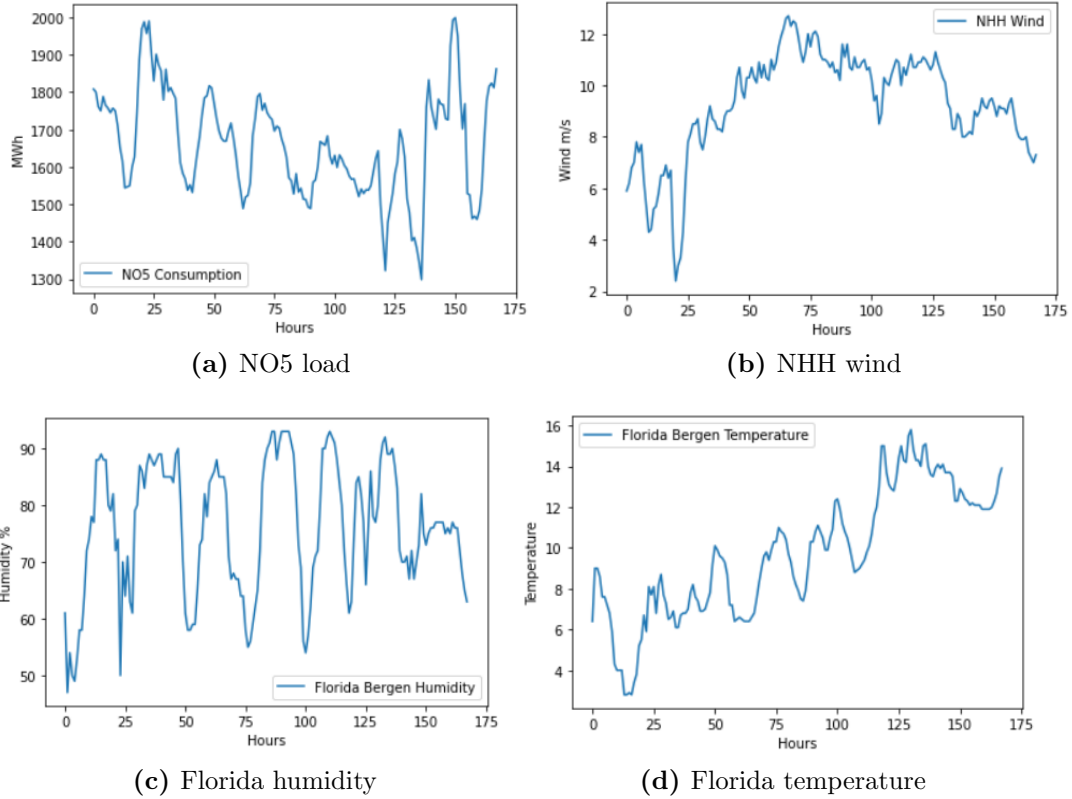 2000
1900
1800
1700
1600
1500
1400
1300
MWh
NO5 Consumption
0 25 50 75 100 125 150 175
Hours
(a) NO5 load
12
10
8
6
4
2
Wind m/s
NHH Wind
0 25 50 75 100 125 150 175
Hours
(b) NHH wind
90
80
70
60
50
Humidity %
Florida Bergen Humidity
0 25 50 75 100 125 150 175
Hours
(c) Florida humidity
16
14
12
10
8
6
4
Temperature
Florida Bergen Temperature
0 25 50 75 100 125 150 175
Hours
(d) Florida temperature